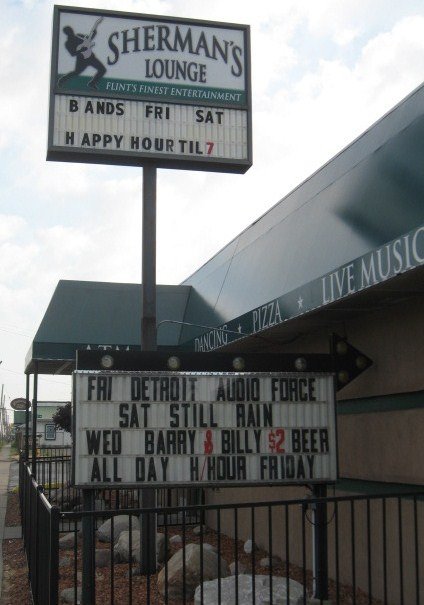 SHERMAN'S
LOUNGE
FLINT'S FINEST ENTERTAINMENT
BANDS FRI SAT
HAPPY HOUR TIL 7
DANCING ★ PIZZA ★ LIVE MUSIC
ATM
FRI DETROIT AUDIO FORCE
SAT STILL RAIN
WED BARRY & BILLY $2 BEER
ALL DAY H/HOUR FRIDAY